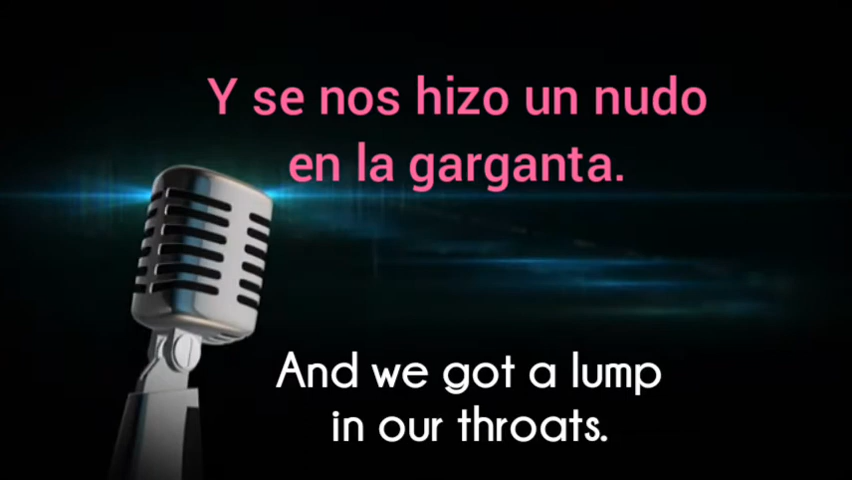 Y se nos hizo un nudo
en la garganta.
And we got a lump
in our throats.